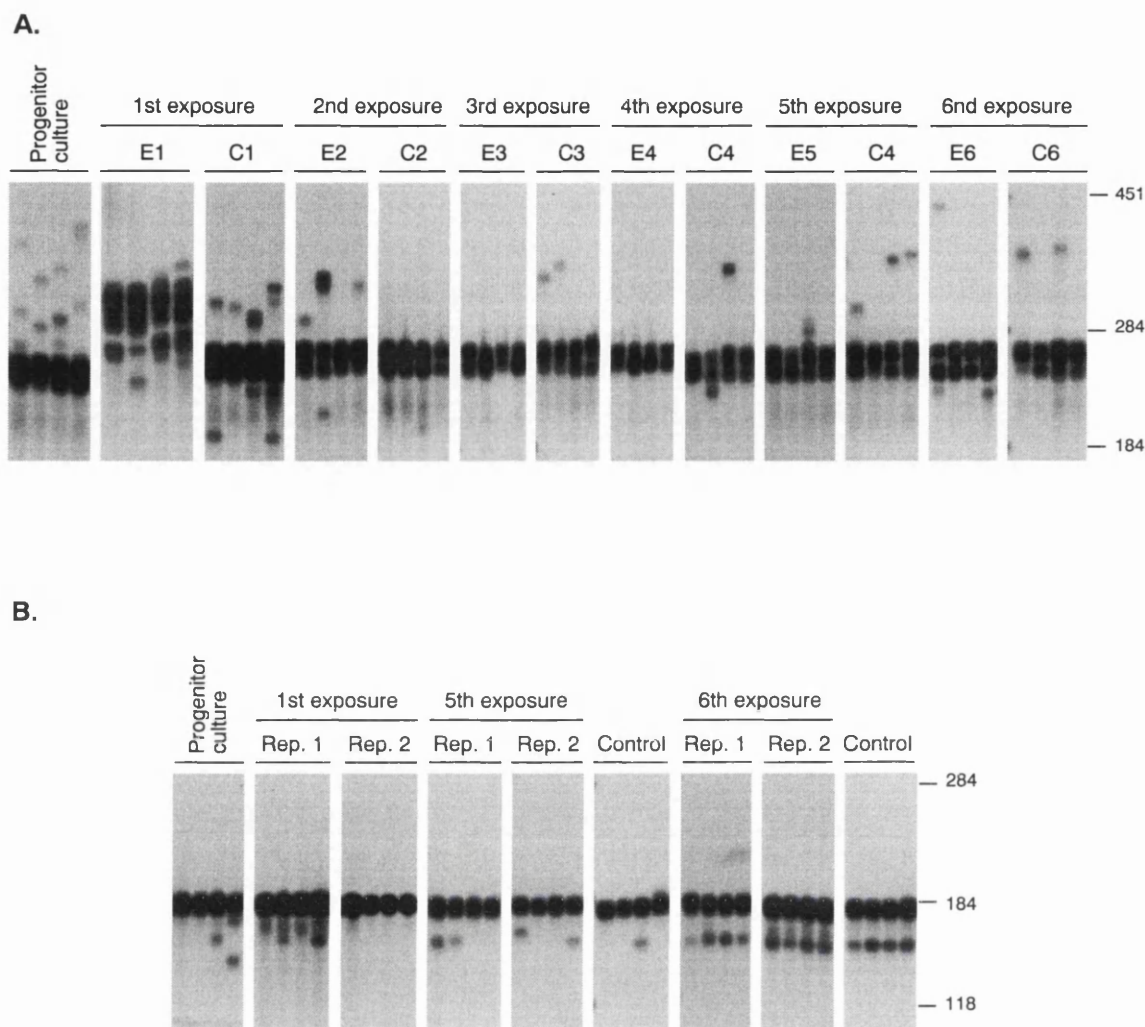 A.
Progenitor culture
1st exposure 2nd exposure 3rd exposure 4th exposure 5th exposure 6nd exposure
E1 C1 E2 C2 E3 C3 E4 C4 E5 C4 E6 C6
451
284
184
B.
Progenitor culture
1st exposure 5th exposure 6th exposure
Rep. 1 Rep. 2 Rep. 1 Rep. 2 Control Rep. 1 Rep. 2 Control
284
184
118